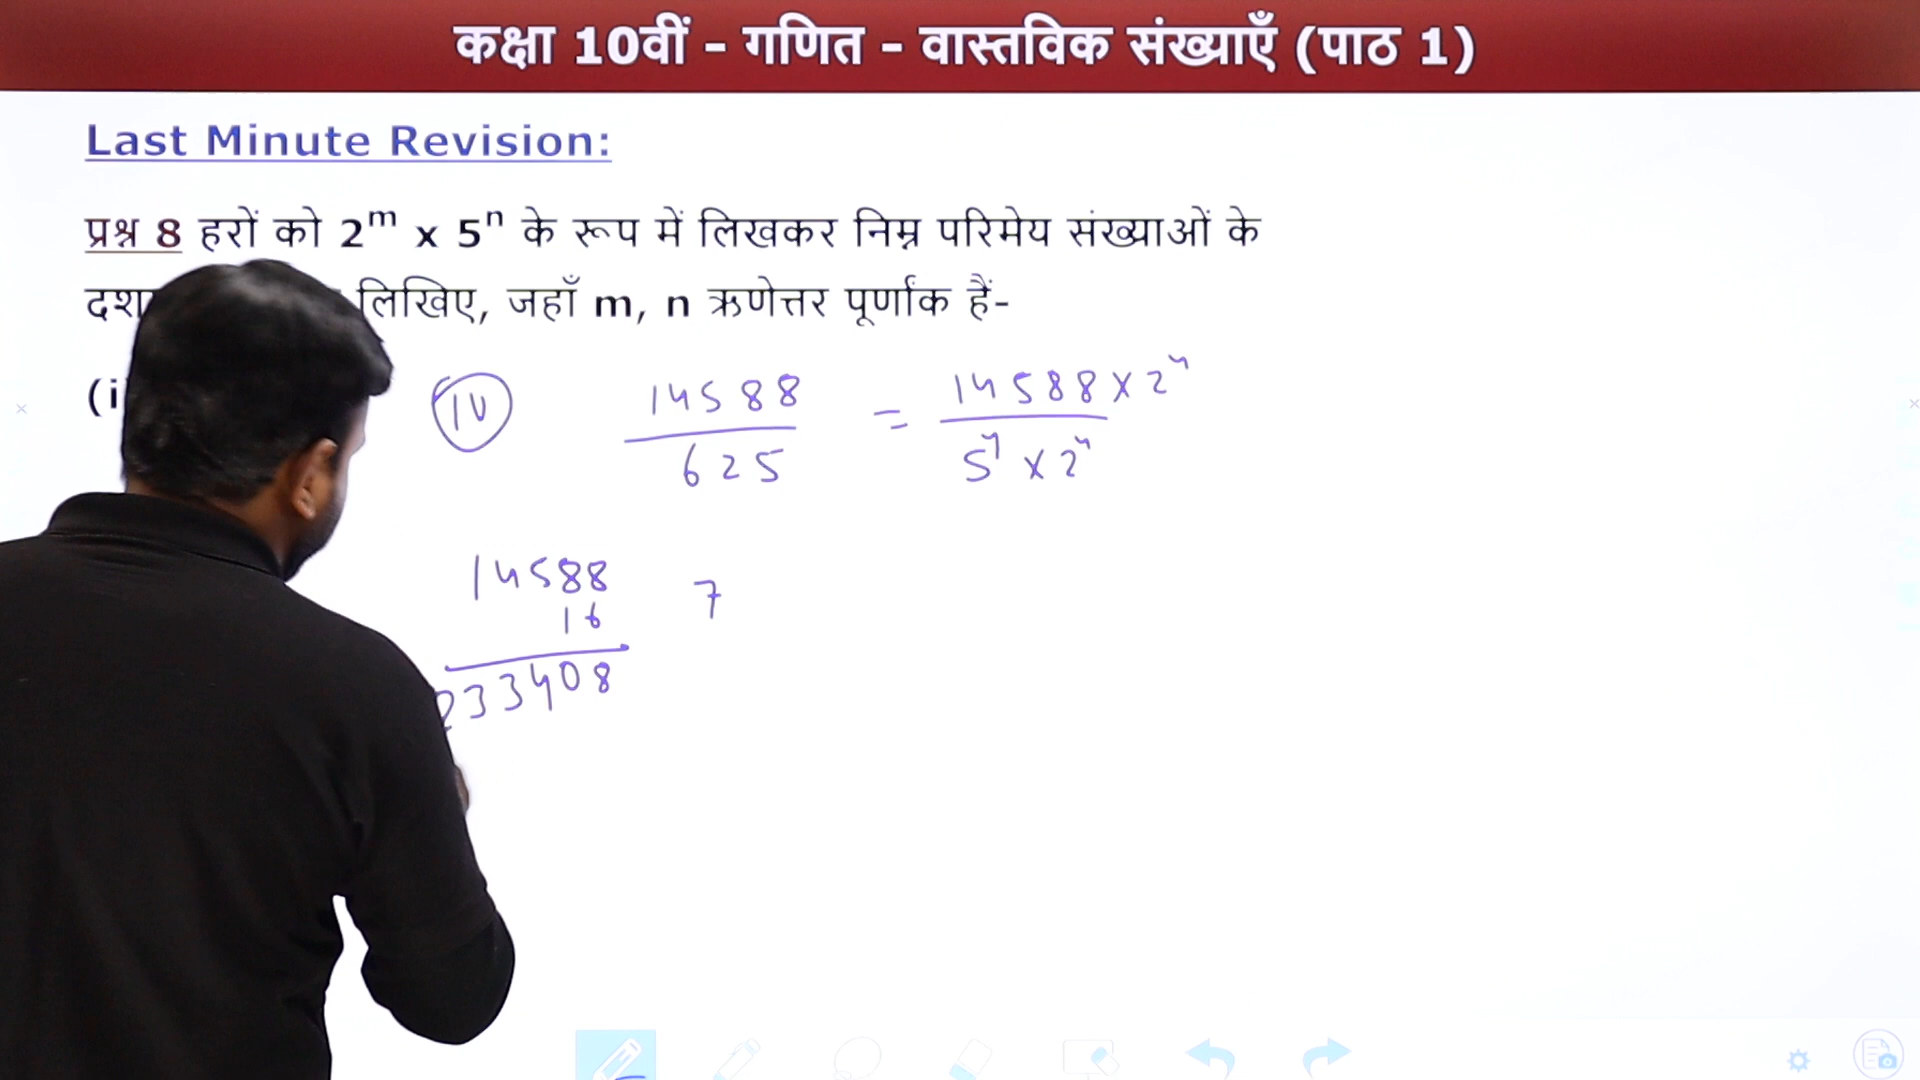 कक्षा 10वीं - गणित - वास्तविक संख्याएँ (पाठ 1)
Last Minute Revision:
प्रश्न 8 हरों को 2^m x 5^n के रूप में लिखकर निम्न परिमेय संख्याओं के
लिखिए, जहाँ m, n ऋणेत्तर पूर्णांक हैं-
(i
IV 14588 / 625 = 14588 × 2^4 / 5^4 × 2^4
14588 7
16
233408